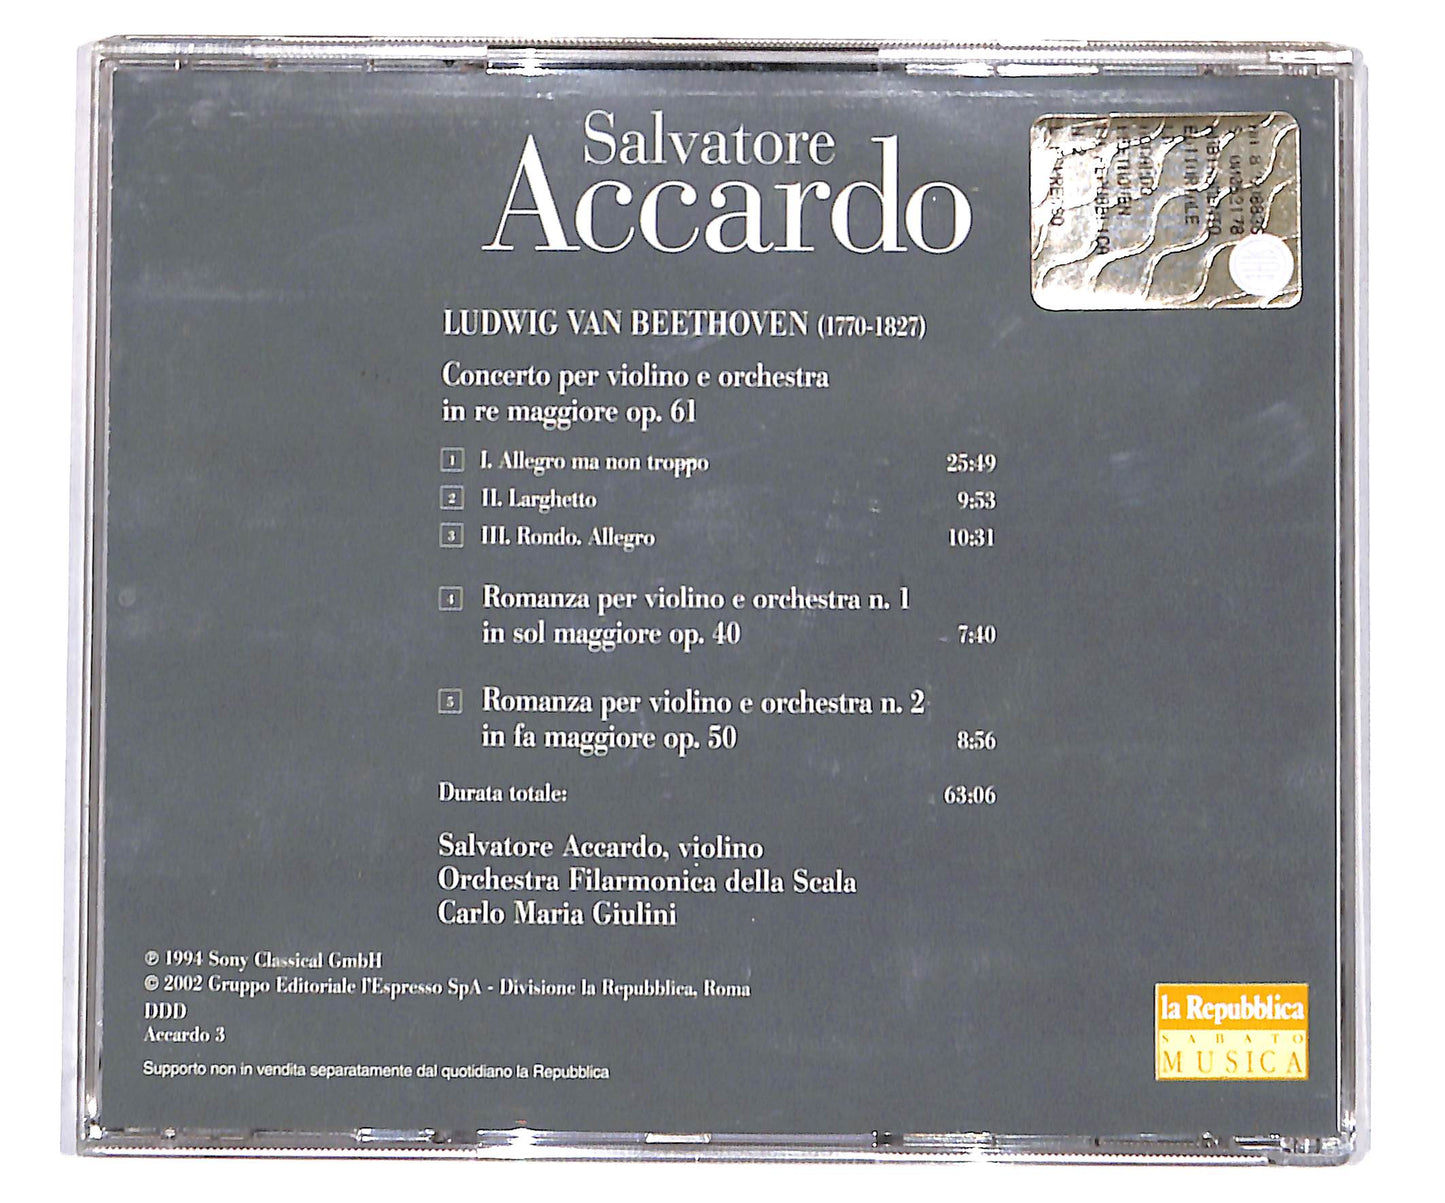 Salvatore
Accardo
LUDWIG VAN BEETHOVEN (1770-1827)
Concerto per violino e orchestra
in re maggiore op. 61
1 I. Allegro ma non troppo 25:49
2 II. Larghetto 9:53
3 III. Rondo. Allegro 10:31
4 Romanza per violino e orchestra n. 1
in sol maggiore op. 40 7:40
5 Romanza per violino e orchestra n. 2
in fa maggiore op. 50 8:56
Durata totale: 63:06
Salvatore Accardo, violino
Orchestra Filarmonica della Scala
Carlo Maria Giulini
℗ 1994 Sony Classical GmbH
© 2002 Gruppo Editoriale l'Espresso SpA - Divisione la Repubblica, Roma
DDD
Accardo 3
Supporto non in vendita separatamente dal quotidiano la Repubblica
la Repubblica
SABATO
MUSICA